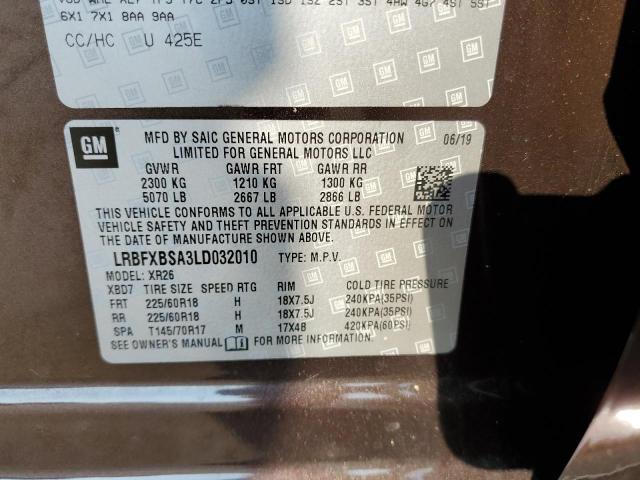 6X1 7X1 8AA 9AA
CC/HC U 425E
GM
MFD BY SAIC GENERAL MOTORS CORPORATION 06/19
LIMITED FOR GENERAL MOTORS LLC
GVWR GAWR FRT GAWR RR
2300 KG 1210 KG 1300 KG
5070 LB 2667 LB 2866 LB
THIS VEHICLE CONFORMS TO ALL APPLICABLE U.S. FEDERAL MOTOR
VEHICLE SAFETY AND THEFT PREVENTION STANDARDS IN EFFECT ON THE
DATE OF MANUFACTURE SHOWN ABOVE.
LRBFXBSA3LD032010 TYPE: M.P.V.
MODEL: XR26
XBD7 TIRE SIZE SPEED RTG RIM COLD TIRE PRESSURE
FRT 225/60R18 H 18X7.5J 240KPA(35PSI)
RR 225/60R18 H 18X7.5J 240KPA(35PSI)
SPA T145/70R17 M 17X4B 420KPA(60PSI)
SEE OWNER'S MANUAL FOR MORE INFORMATION.